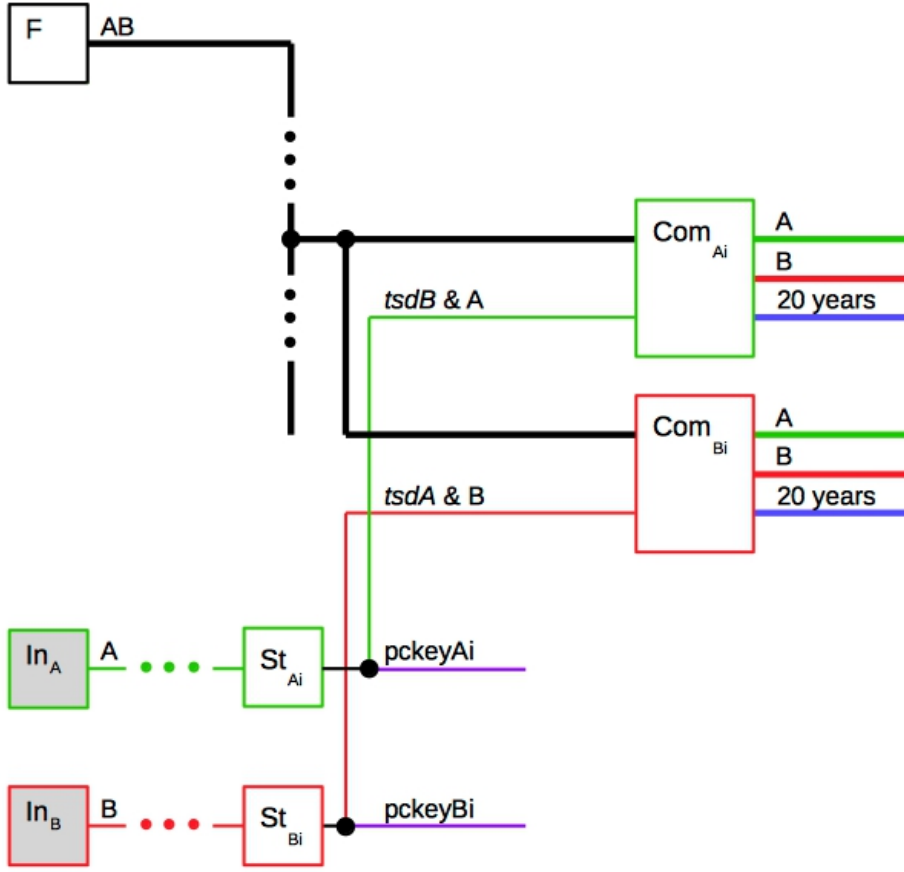 F
AB
Com Ai
A
B
20 years
tsdB & A
Com Bi
A
B
20 years
tsdA & B
In A
A
St Ai
pckeyAi
In B
B
St Bi
pckeyBi